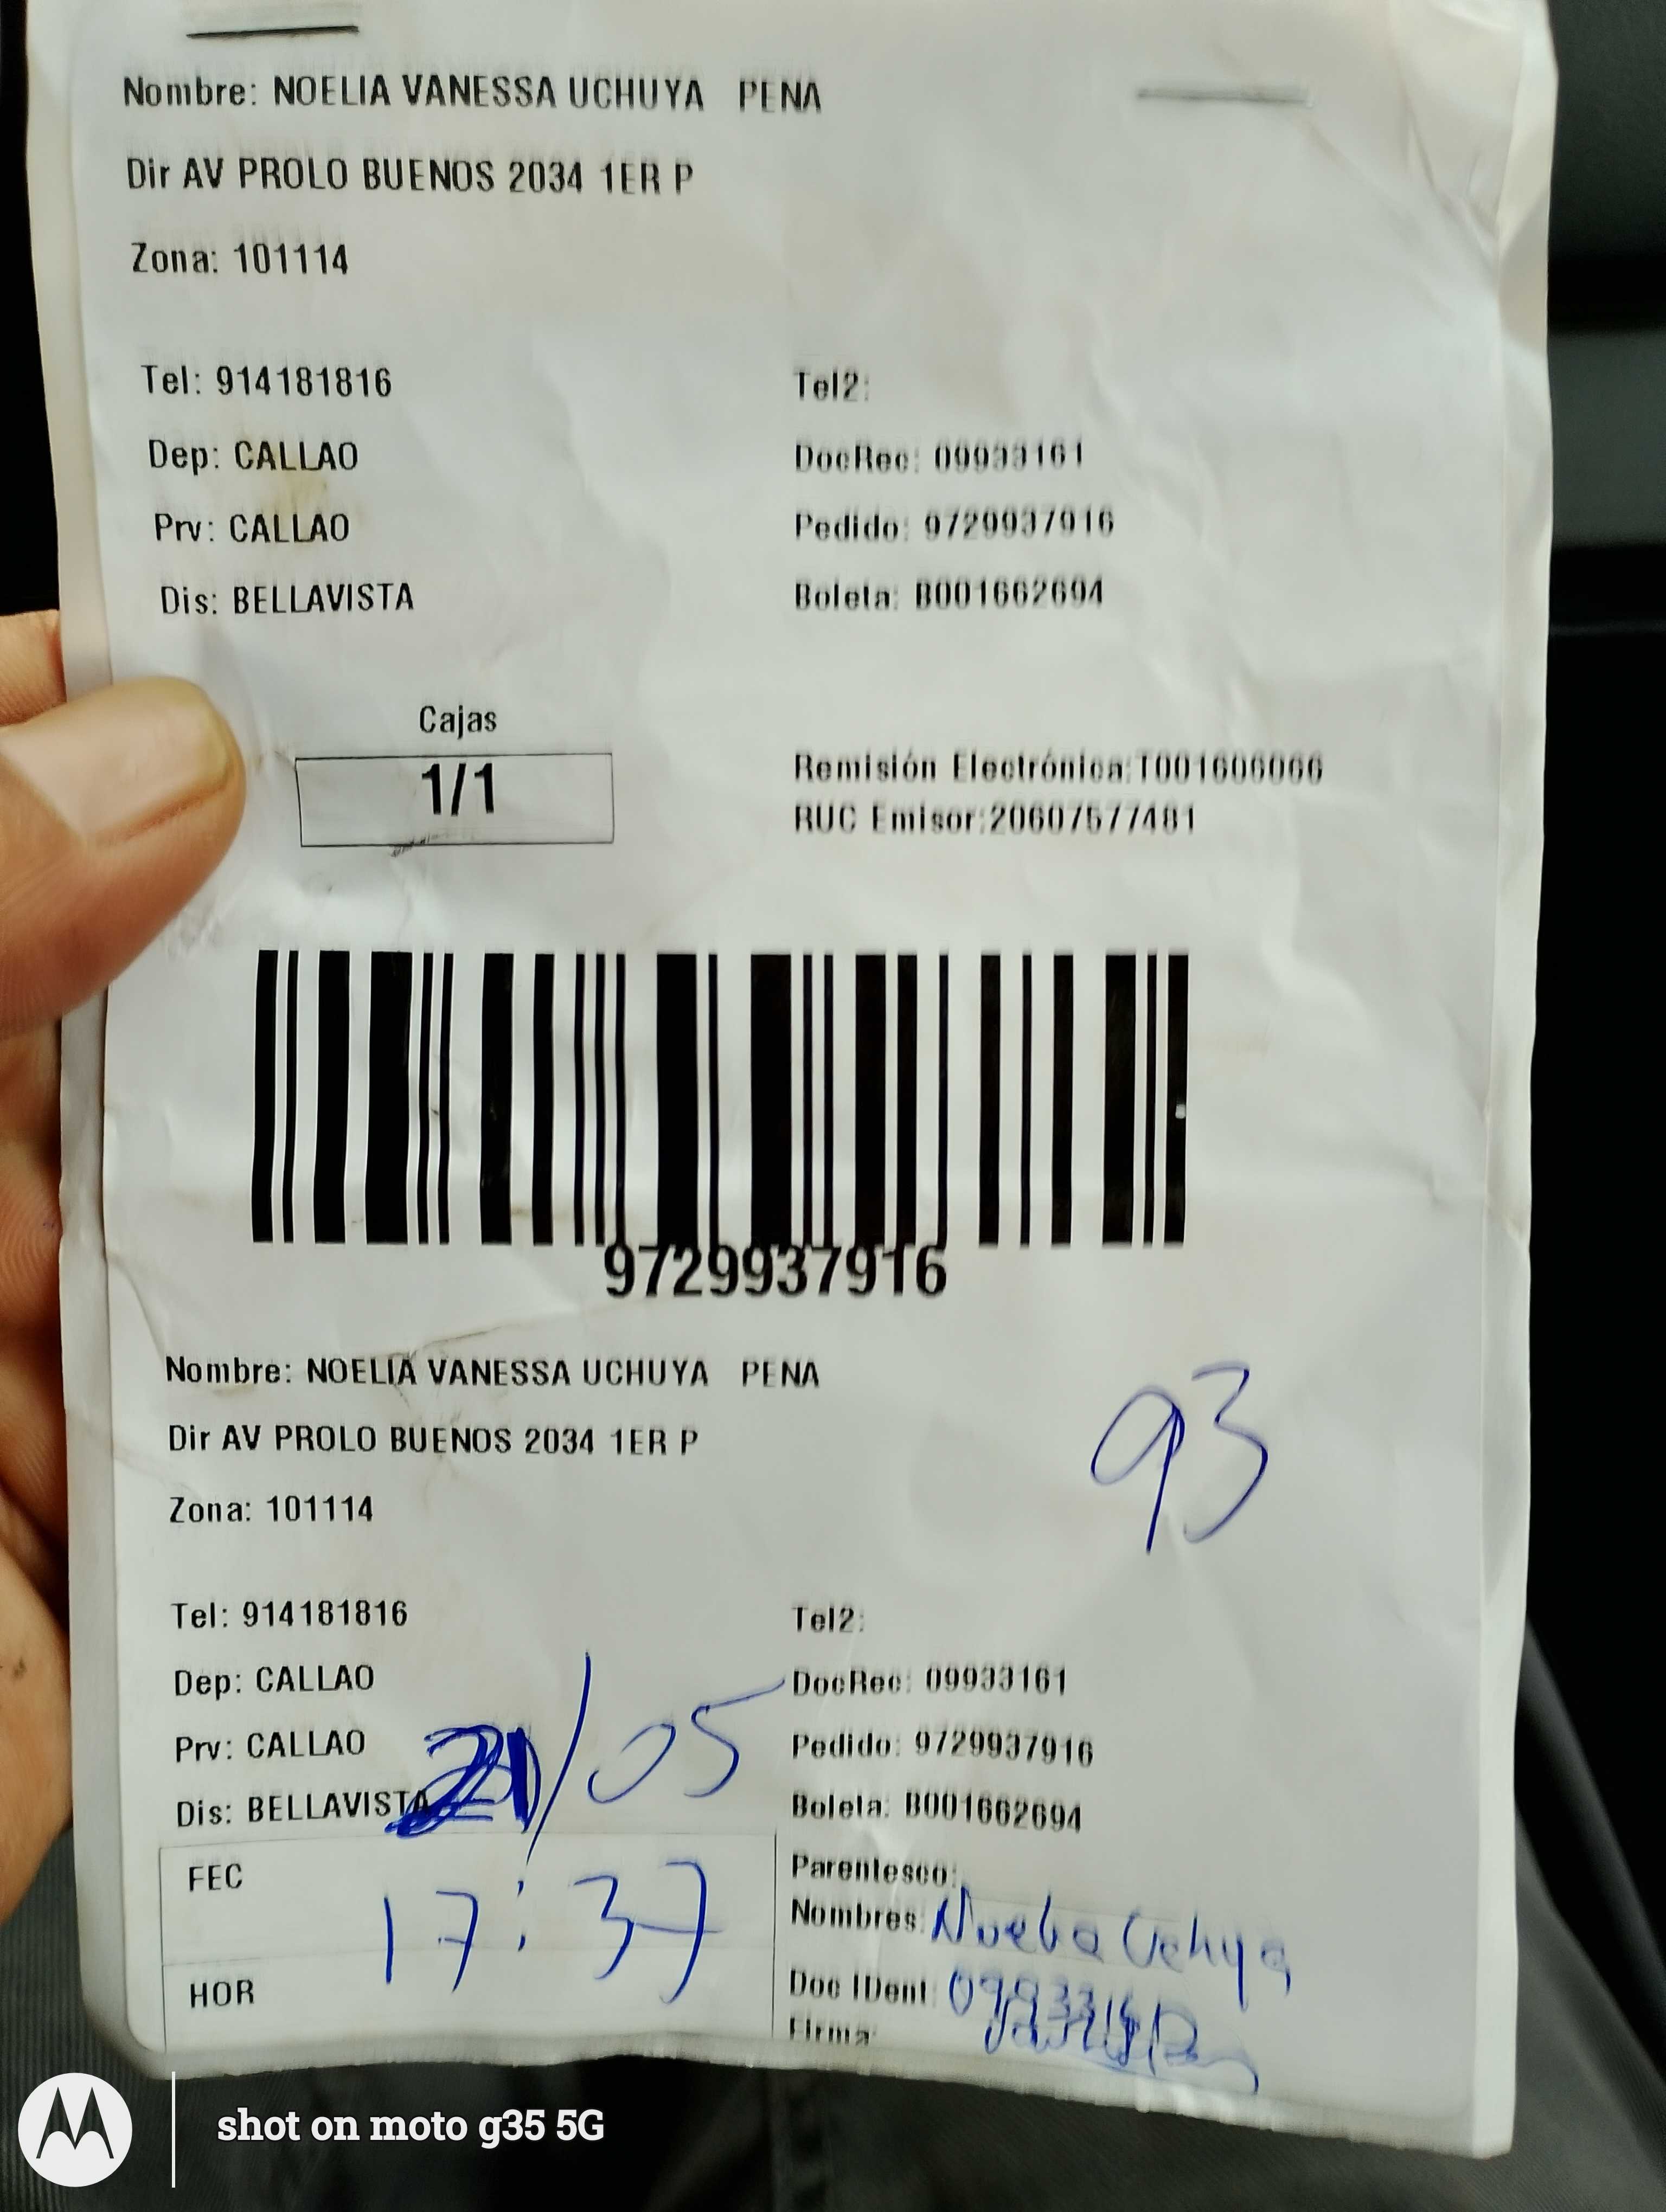 Nombre: NOELIA VANESSA UCHUYA PENA
Dir AV PROLO BUENOS 2034 1ER P
Zona: 101114
Tel: 914181816 Tel2:
Dep: CALLAO DocRec: 09933161
Prv: CALLAO Pedido: 9729937916
Dis: BELLAVISTA Boleta: B001662694
Cajas
1/1
Remisión Electrónica:T001606066
RUC Emisor:20607577481
9729937916
Nombre: NOELIA VANESSA UCHUYA PENA
93
Dir AV PROLO BUENOS 2034 1ER P
Zona: 101114
Tel: 914181816 Tel2:
Dep: CALLAO DocRec: 09933161
Prv: CALLAO Pedido: 9729937916
21/05
Dis: BELLAVISTA Boleta: B001662694
FEC 17:37
Parentesco:
Nombres:
HOR
Doc IDent:
Firma:
shot on moto g35 5G